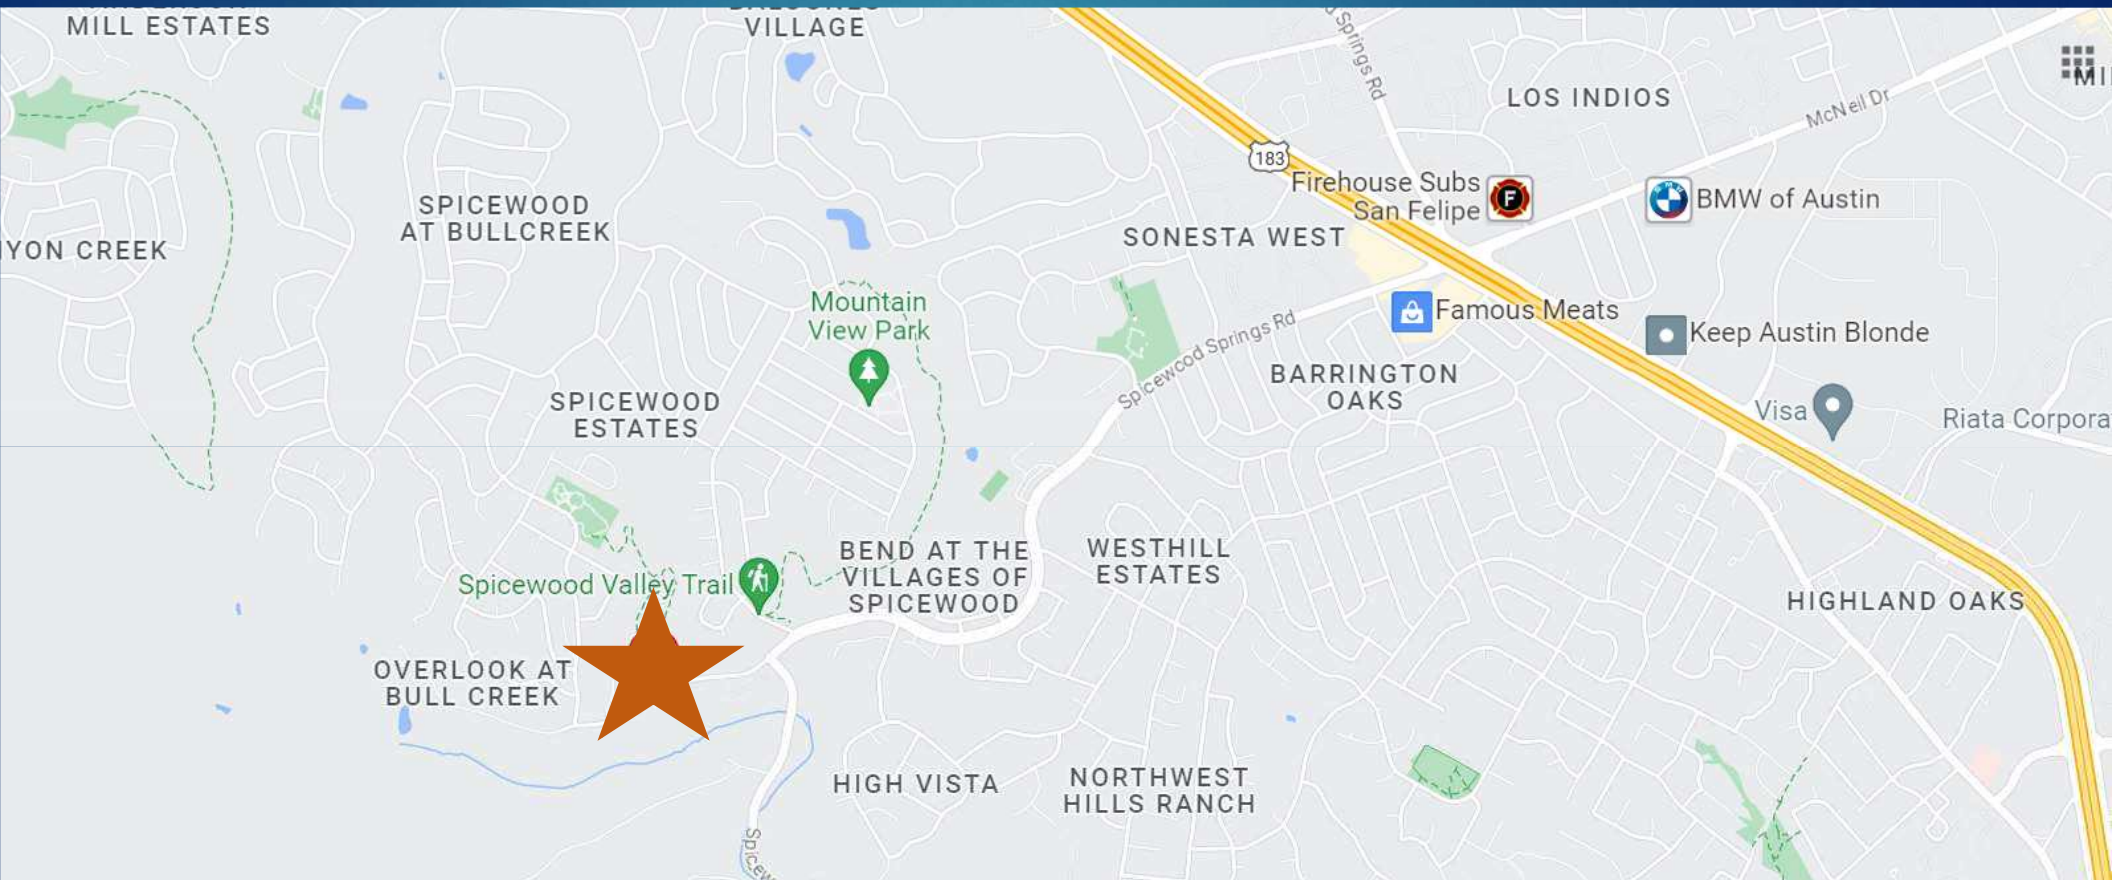 MILL ESTATES
VILLAGE
Springs Rd
LOS INDIOS
McNeil Dr
183
Firehouse Subs
San Felipe
F
BMW of Austin
SPICEWOOD
AT BULLCREEK
YON CREEK
SONESTA WEST
Mountain
View Park
Famous Meats
Keep Austin Blonde
Spicewood Springs Rd
BARRINGTON
OAKS
SPICEWOOD
ESTATES
Visa
Riata Corpora
BEND AT THE
VILLAGES OF
SPICEWOOD
WESTHILL
ESTATES
Spicewood Valley Trail
HIGHLAND OAKS
OVERLOOK AT
BULL CREEK
HIGH VISTA
NORTHWEST
HILLS RANCH
Spicew